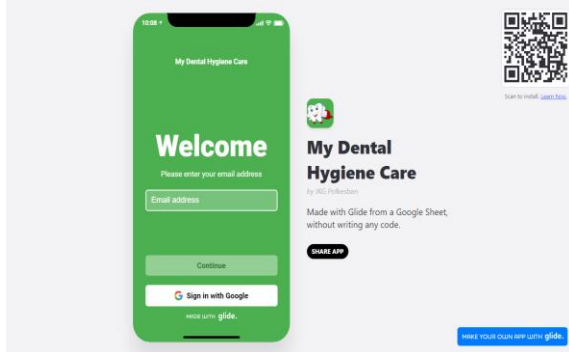 10:08
My Dental Hygiene Care
Welcome
Please enter your email address
Email address
Continue
Sign in with Google
MADE WITH glide.
My Dental
Hygiene Care
by JKG Polkesban
Made with Glide from a Google Sheet,
without writing any code.
SHARE APP
Scan to install. Learn how.
MAKE YOUR OWN APP WITH glide.